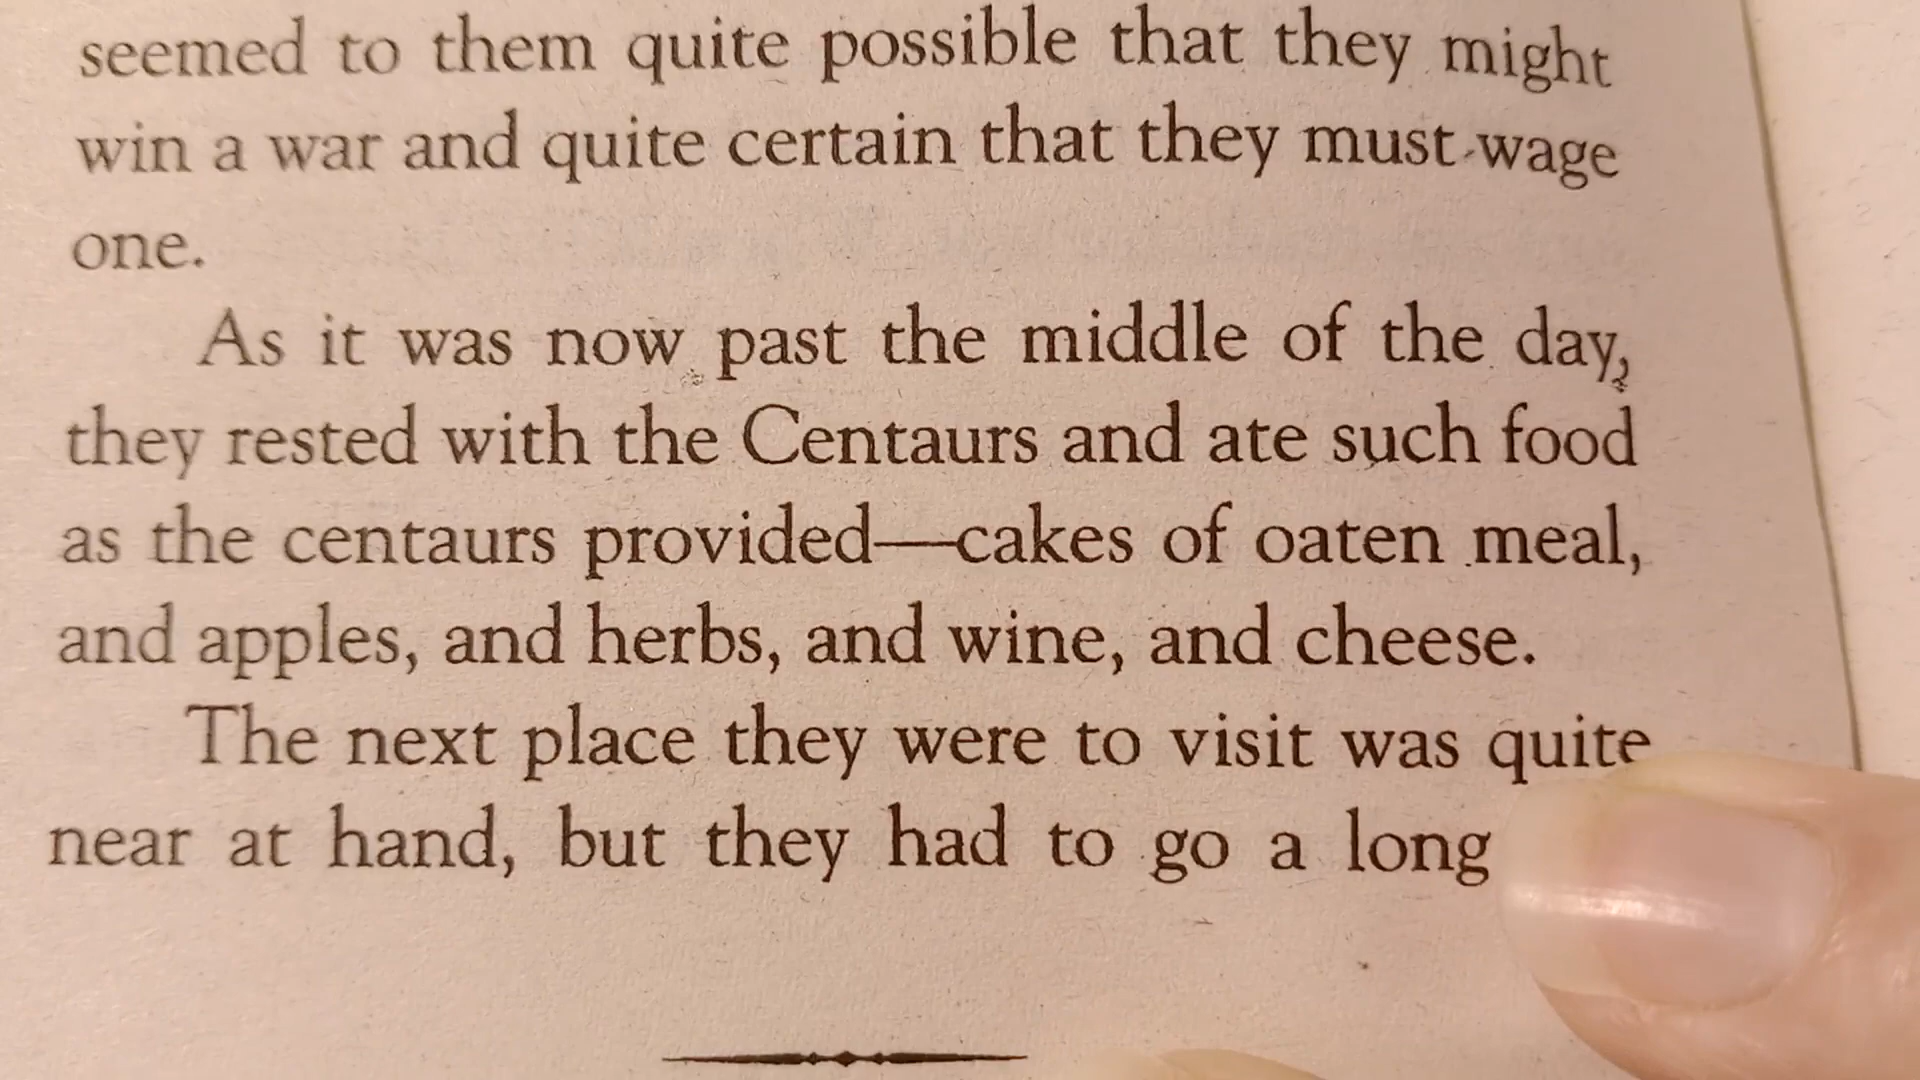 seemed to them quite possible that they might
win a war and quite certain that they must wage
one.
As it was now past the middle of the day,
they rested with the Centaurs and ate such food
as the centaurs provided—cakes of oaten meal,
and apples, and herbs, and wine, and cheese.
The next place they were to visit was quite
near at hand, but they had to go a long